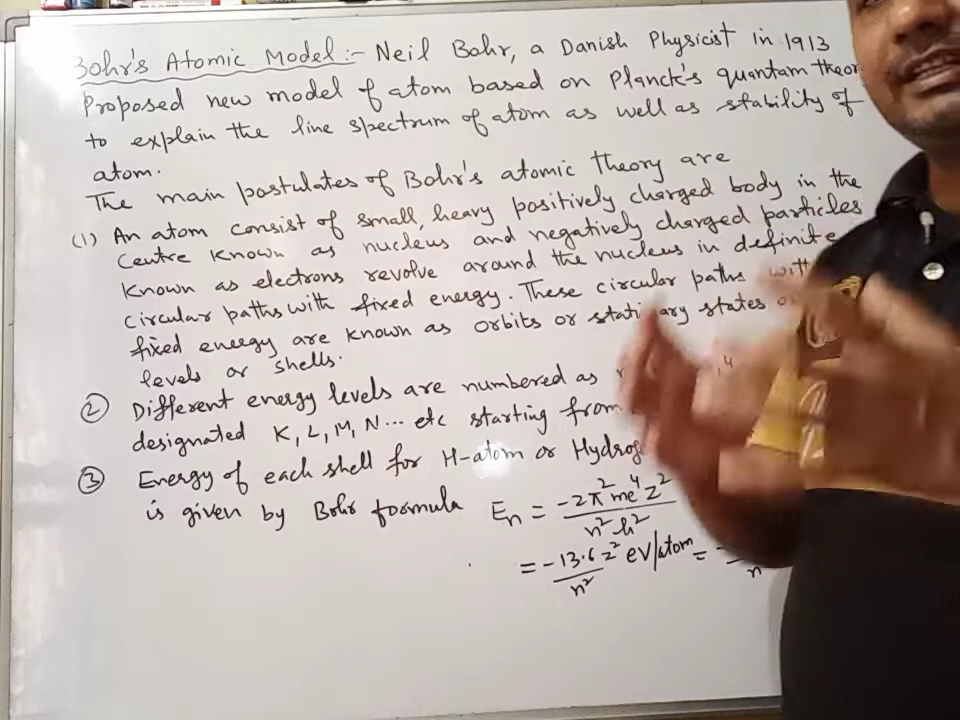 Bohr's Atomic Model:- Neil Bohr, a Danish Physicist in 1913
Proposed new model of atom based on Planck's quantam theor
to explain the line spectrum of atom as well as stability of
atom.
The main postulates of Bohr's atomic theory are
(1) An atom consist of small, heavy positively charged body in the
Centre known as nucleus and negatively charged particles
known as electrons revolve around the nucleus in definite
circular paths with fixed energy. These circular paths with
fixed energy are known as orbits or stationary states
levels or shells.
② Different energy levels are numbered as
designated K, L, M, N... etc starting from
③ Energy of each shell for H-atom or Hydrog
is given by Bohr formula Eₙ = -2π²me⁴z² / n²h²
= -13.6 z² / n² eV/atom = - / n